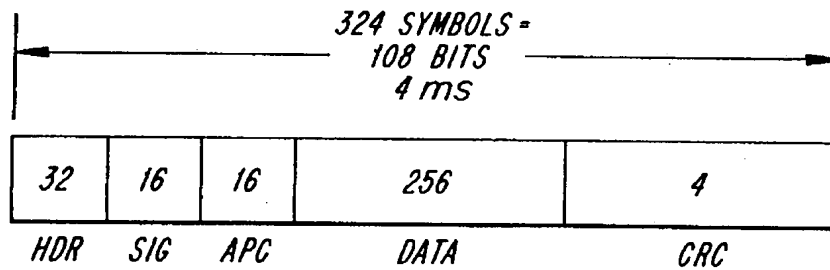 324 SYMBOLS =
108 BITS
4 ms
32 16 16 256 4
HDR SIG APC DATA CRC